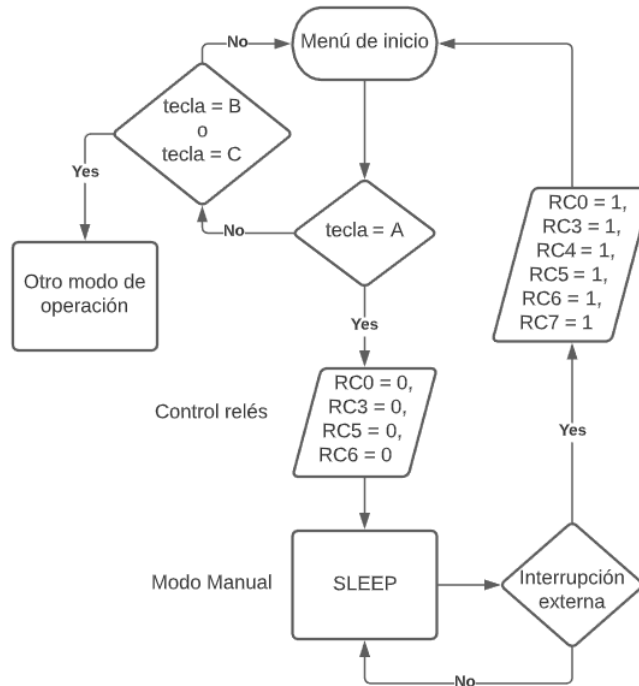 Menú de inicio
No
tecla = B
o
tecla = C
Yes
Otro modo de
operación
No
tecla = A
Yes
Control relés
RC0 = 0,
RC3 = 0,
RC5 = 0,
RC6 = 0
Modo Manual
SLEEP
Interrupción
externa
No
Yes
RC0 = 1,
RC3 = 1,
RC4 = 1,
RC5 = 1,
RC6 = 1,
RC7 = 1